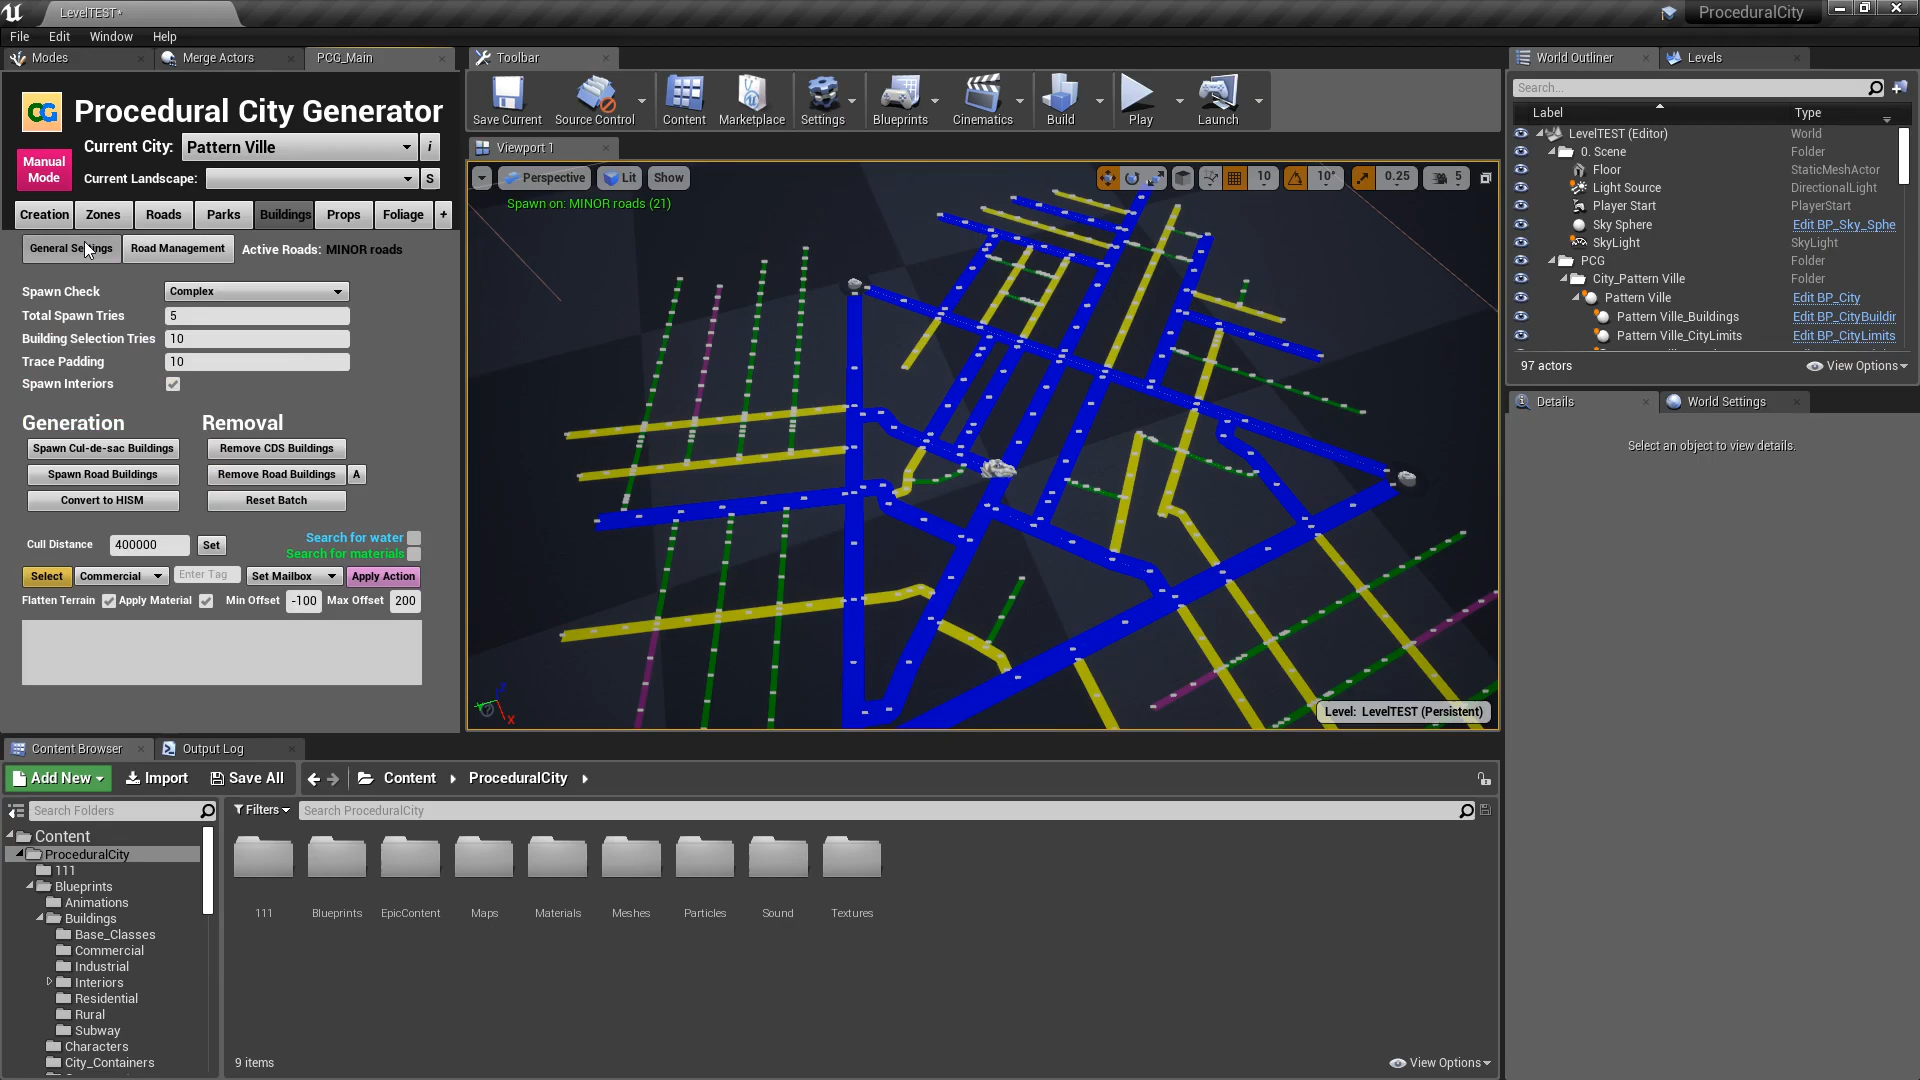 LevelTEST*
ProceduralCity
File Edit Window Help
Modes
Merge Actors
PCG_Main
Toolbar
World Outliner
Levels
CG Procedural City Generator
Current City: Pattern Ville i
Manual Mode
Current Landscape: S
Creation Zones Roads Parks Buildings Props Foliage +
General Settings Road Management Active Roads: MINOR roads
Spawn Check Complex
Total Spawn Tries 5
Building Selection Tries 10
Trace Padding 10
Spawn Interiors
Generation Removal
Spawn Cul-de-sac Buildings Remove CDS Buildings
Spawn Road Buildings Remove Road Buildings A
Convert to HISM Reset Batch
Cull Distance 400000 Set
Search for water
Search for materials
Select Commercial Enter Tag Set Mailbox Apply Action
Flatten Terrain Apply Material Min Offset -100 Max Offset 200
Save Current Source Control Content Marketplace Settings Blueprints Cinematics Build Play Launch
Viewport 1
Perspective Lit Show
10 10° 0.25 5
Spawn on: MINOR roads (21)
X
Level: LevelTEST (Persistent)
Search...
Label Type
LevelTEST (Editor) World
0. Scene Folder
Floor StaticMeshActor
Light Source DirectionalLight
Player Start PlayerStart
Sky Sphere Edit BP_Sky_Sphe
SkyLight SkyLight
PCG Folder
City_Pattern Ville Folder
Pattern Ville Edit BP_City
Pattern Ville_Buildings Edit BP_CityBuildir
Pattern Ville_CityLimits Edit BP_CityLimits
97 actors View Options
Details
World Settings
Select an object to view details.
Content Browser
Output Log
Add New Import Save All Content ProceduralCity
Search Folders
Filters Search ProceduralCity
Content
ProceduralCity
111
Blueprints
Animations
Buildings
Base_Classes
Commercial
Industrial
Interiors
Residential
Rural
Subway
Characters
City_Containers
111 Blueprints EpicContent Maps Materials Meshes Particles Sound Textures
9 items View Options